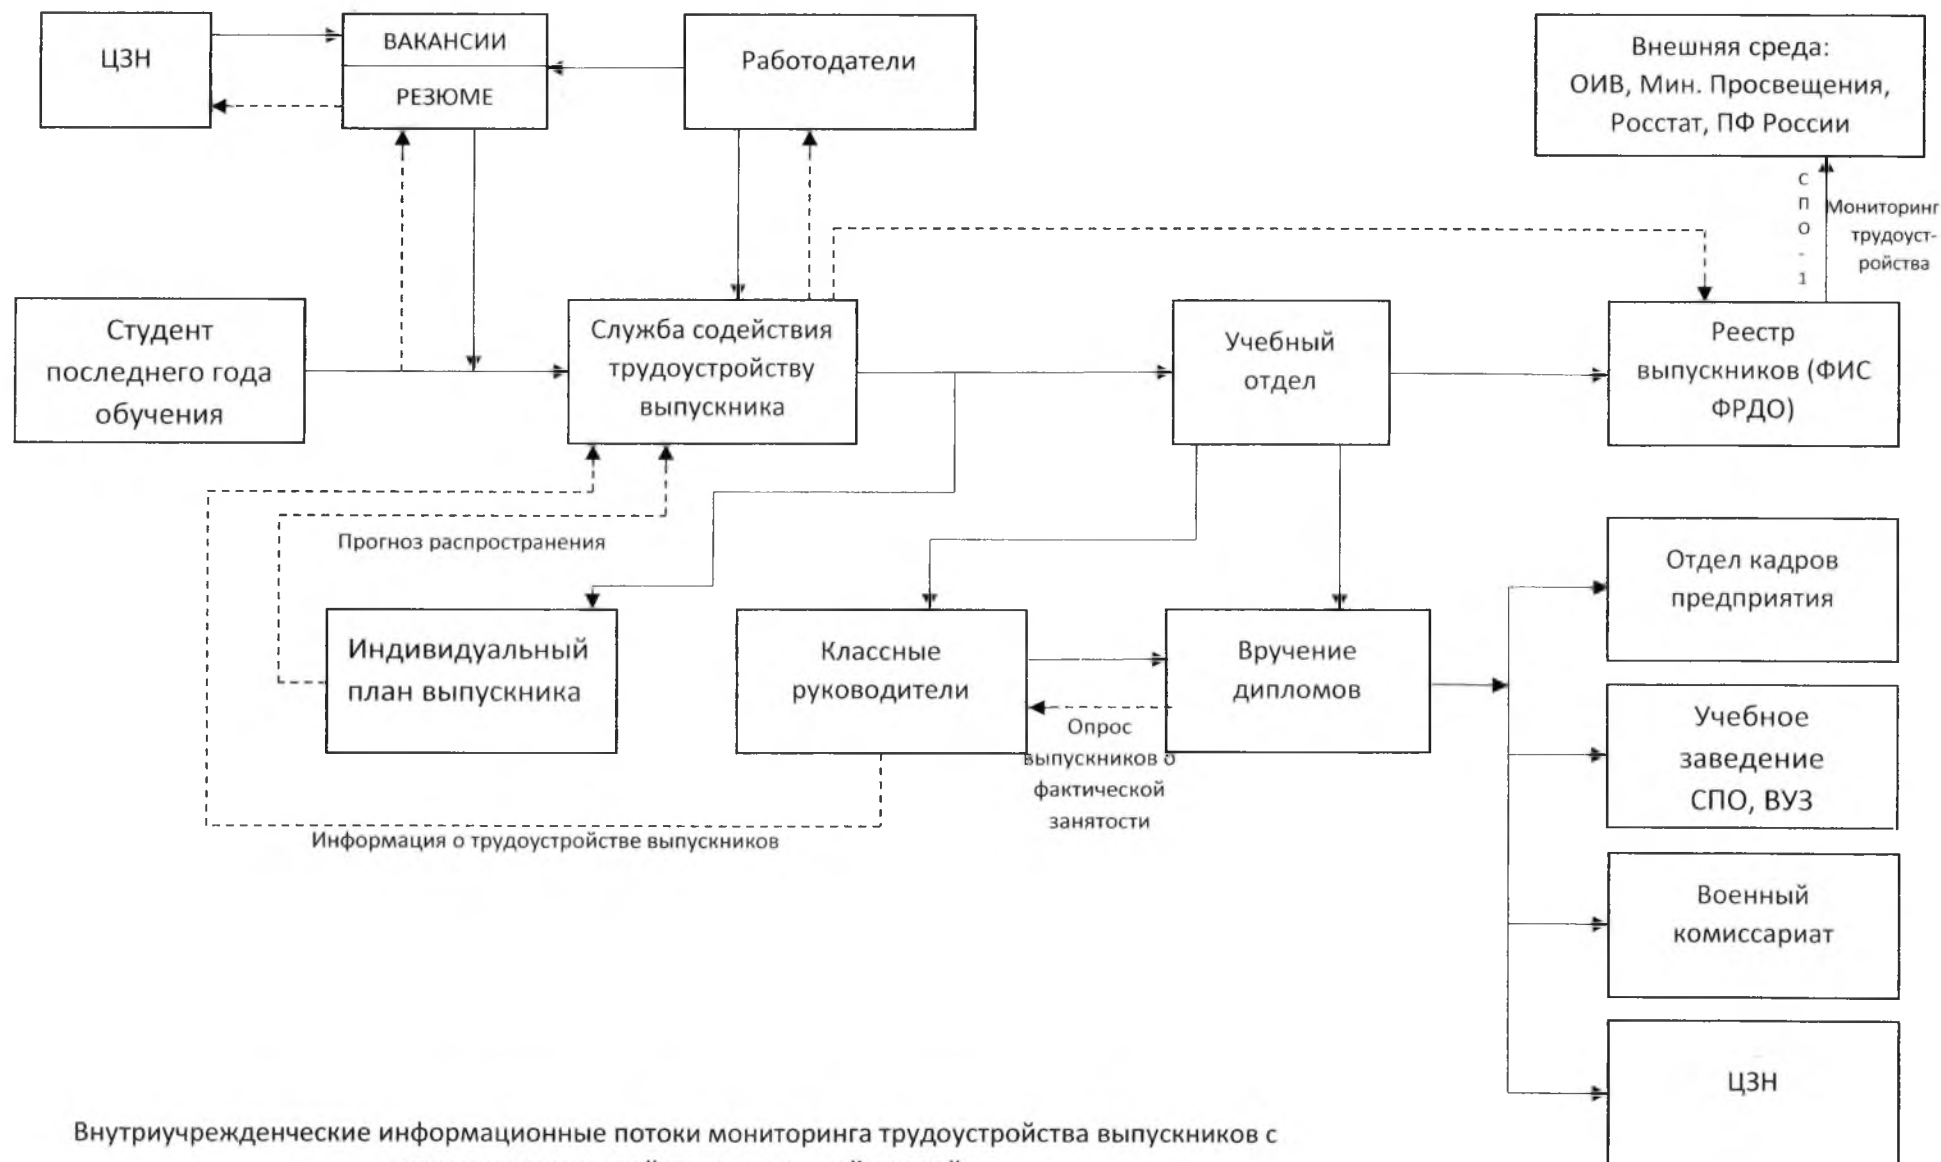 ЦЗН
ВАКАНСИИ
РЕЗЮМЕ
Работодатели
Внешняя среда:
ОИВ, Мин. Просвещения,
Росстат, ПФ России
С
П
О
-
1
Мониторинг
трудоуст-
ройства
Студент
последнего года
обучения
Служба содействия
трудоустройству
выпускника
Учебный
отдел
Реестр
выпускников (ФИС
ФРДО)
Прогноз распространения
Индивидуальный
план выпускника
Классные
руководители
Вручение
дипломов
Опрос
выпускников о
фактической
занятости
Информация о трудоустройстве выпускников
Отдел кадров
предприятия
Учебное
заведение
СПО, ВУЗ
Военный
комиссариат
ЦЗН
Внутриучрежденческие информационные потоки мониторинга трудоустройства выпускников с